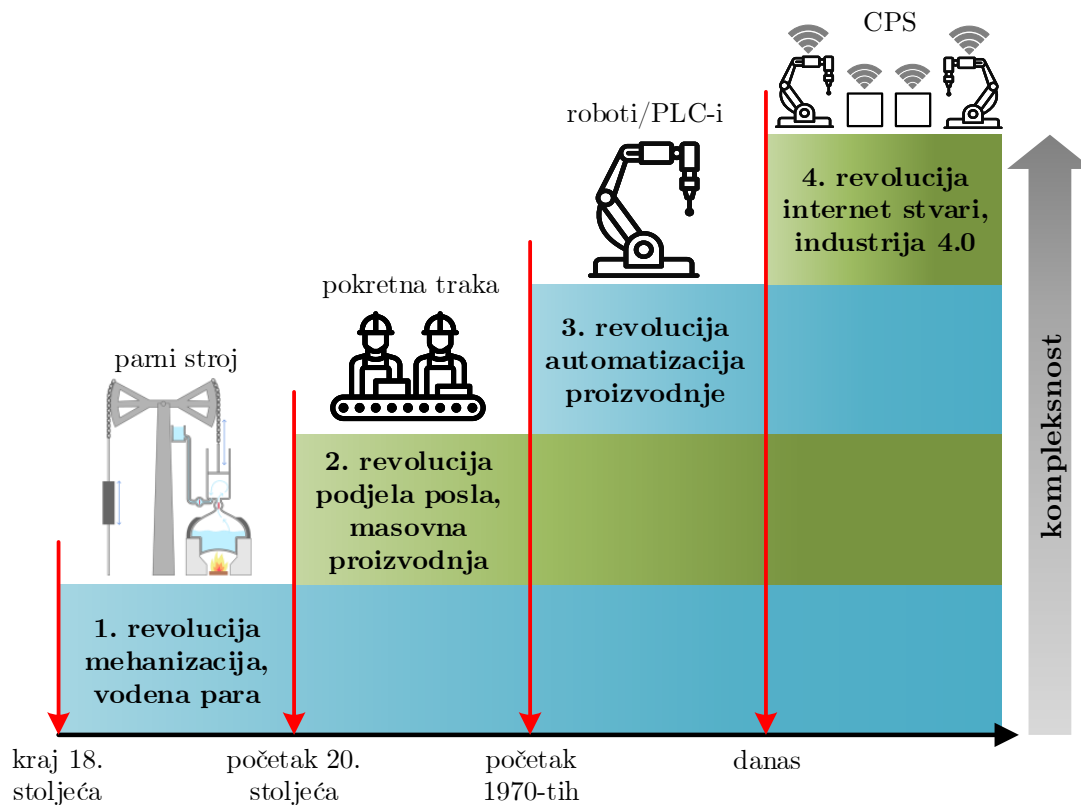 CPS
roboti/PLC-i
4. revolucija
internet stvari,
industrija 4.0
pokretna traka
3. revolucija
automatizacija
proizvodnje
parni stroj
2. revolucija
podjela posla,
masovna
proizvodnja
1. revolucija
mehanizacija,
vodena para
kompleksnost
kraj 18.
stoljeća
početak 20.
stoljeća
početak
1970-tih
danas